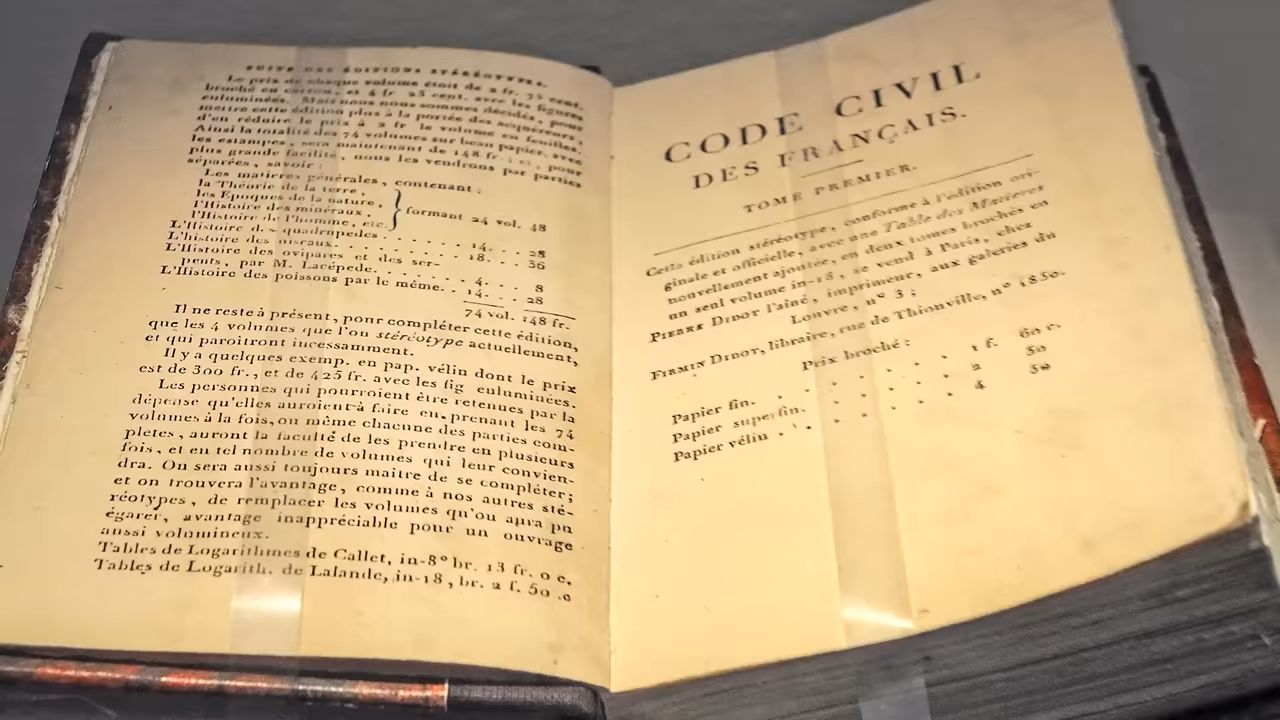 SUITE DES ÉDITIONS STÉRÉOTYPES.
Le prix de chaque volume étoit de 2 fr. 75 cent.
broché en carton, et 4 fr 25 cent. avec les figures
enluminées. Mais nous nous sommes décidés, pour
mettre cette édition plus à la portée des acquéreurs,
d'en réduire le prix à 2 fr le volume en feuilles.
Ainsi la totalité des 74 volumes sur beau papier, avec
les estampes, sera maintenant de 148 fr.; et, pour
plus grande facilité, nous les vendrons par parties
séparées, savoir:
Les matieres générales, contenant:
la Théorie de la terre,
les Epoques de la nature,
l'Histoire des minéraux,
l'Histoire de l'homme, etc.
} formant 24 vol. 48
L'Histoire d. quadrupedes. . . . . . 14. . . 28
L'histoire des oiseaux. . . . . . . 18. . . 36
L'Histoire des ovipares et des ser-
pents, par M. Lacépede. . . . . . 4. . . . 8
L'Histoire des poissons par le même. . 14. . . 28
74 vol. 148 fr.
Il ne reste à présent, pour compléter cette édition,
que les 4 volumes que l'on stéréotype actuellement,
et qui paroitront incessamment.
Il y a quelques exemp. en pap. vélin dont le prix
est de 300 fr., et de 425 fr. avec les fig enluminées.
Les personnes qui pourroient être retenues par la
dépense qu'elles auroient à faire en prenant les 74
volumes à la fois, ou même chacune des parties com-
pletes, auront la faculté de les prendre en plusieurs
fois, et en tel nombre de volumes qui leur convien-
dra. On sera aussi toujours maitre de se compléter;
et on trouvera l'avantage, comme à nos autres sté-
réotypes, de remplacer les volumes qu'on aura pu
égarer, avantage inappréciable pour un ouvrage
aussi volumineux.
Tables de Logarithmes de Callet, in-8° br. 13 fr. 0 c.
Tables de Logarith. de Lalande, in-18, br. 2 f. 50 c
CODE CIVIL
DES FRANÇAIS.
TOME PREMIER.
Cette édition stéréotype, conforme à l'édition ori-
ginale et officielle, avec une Table des Matieres
nouvellement ajoutée, en deux tomes brochés en
un seul volume in-18, se vend à Paris, chez
PIERRE DIDOT l'aîné, imprimeur, aux galeries du
Louvre, n° 3;
FIRMIN DIDOT, libraire, rue de Thionville, n° 1850.
Prix broché:
Papier fin. . . . . . . 1 f. 60 c.
Papier superfin. . . . . . 2 50
Papier vélin . . . . . . 4 50